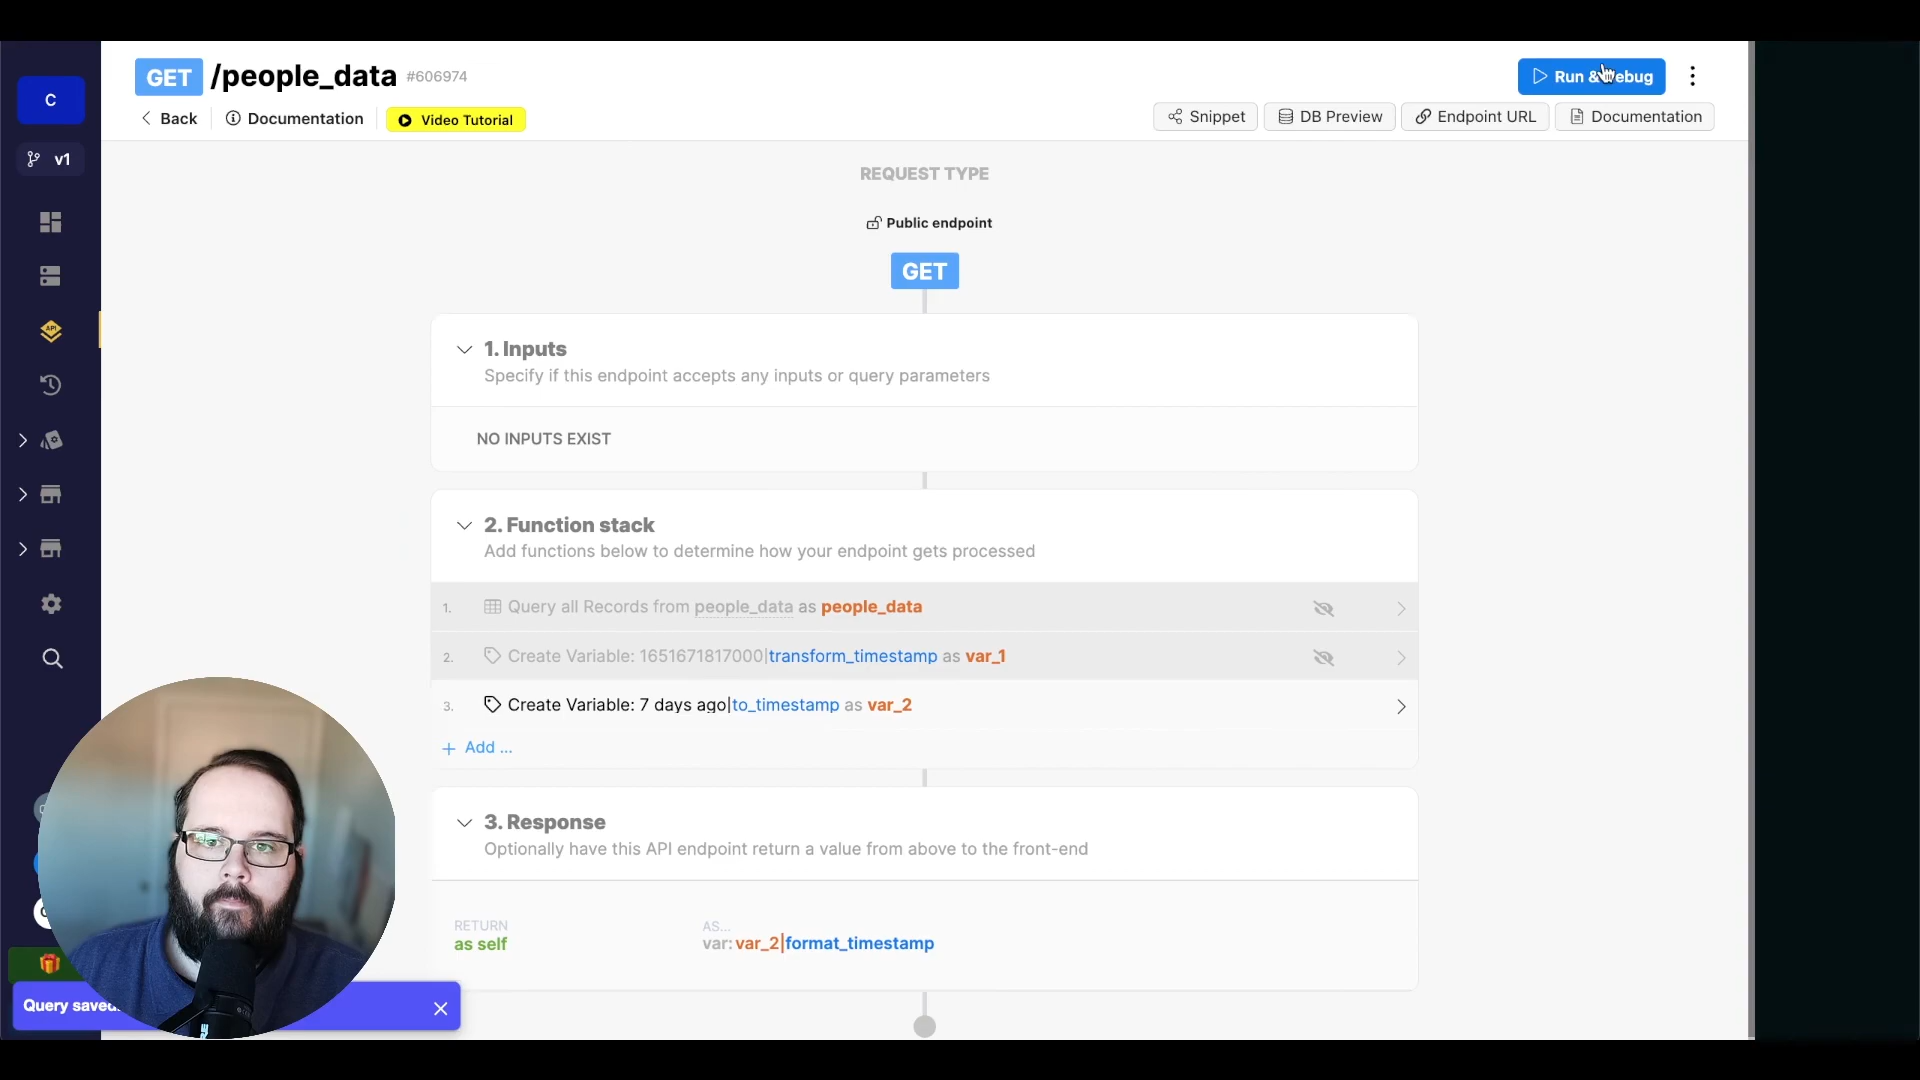 C
GET /people_data #606974
Run & Debug
Back
Documentation
Video Tutorial
Snippet
DB Preview
Endpoint URL
Documentation
v1
REQUEST TYPE
Public endpoint
GET
1. Inputs
Specify if this endpoint accepts any inputs or query parameters
NO INPUTS EXIST
2. Function stack
Add functions below to determine how your endpoint gets processed
1. Query all Records from people_data as people_data
2. Create Variable: 1651671817000|transform_timestamp as var_1
3. Create Variable: 7 days ago|to_timestamp as var_2
+ Add ...
3. Response
Optionally have this API endpoint return a value from above to the front-end
RETURN
as self
AS...
var: var_2|format_timestamp
Query saved.
API